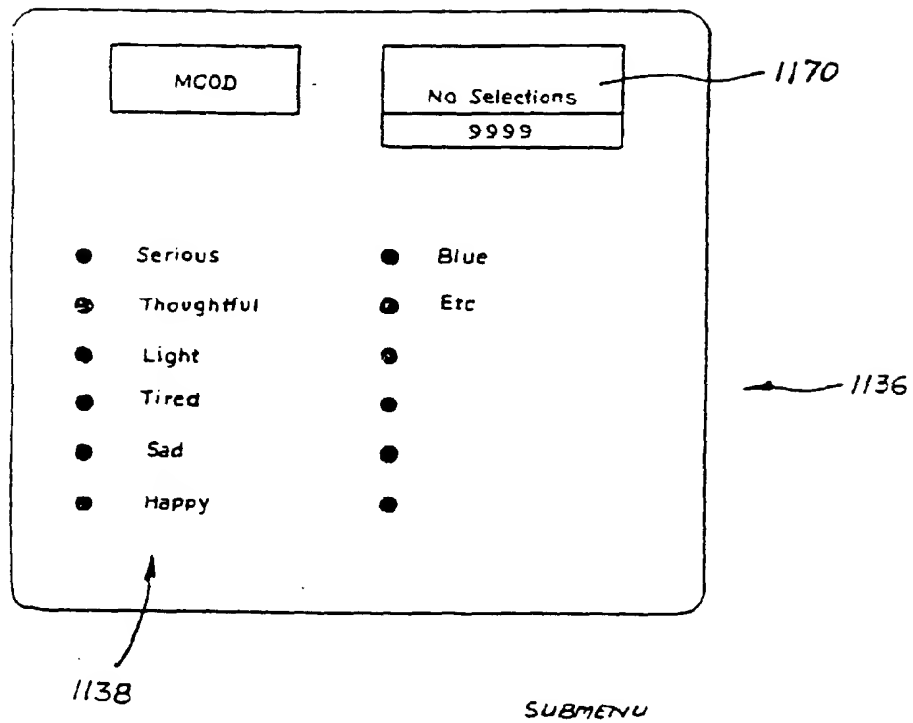 MOOD
No Selections
9999
1170
Serious
Blue
Thoughtful
Etc
Light
Tired
1136
Sad
Happy
1138
SUBMENU